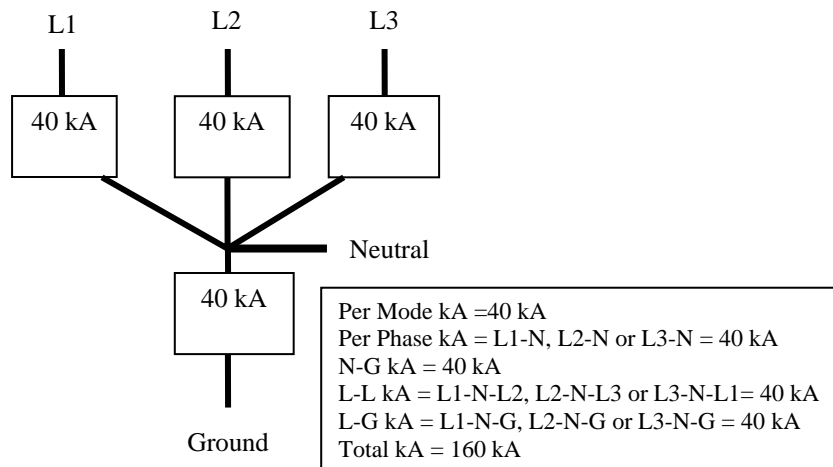 L1 L2 L3
40 kA 40 kA 40 kA
Neutral
40 kA
Ground
Per Mode kA =40 kA
Per Phase kA = L1-N, L2-N or L3-N = 40 kA
N-G kA = 40 kA
L-L kA = L1-N-L2, L2-N-L3 or L3-N-L1= 40 kA
L-G kA = L1-N-G, L2-N-G or L3-N-G = 40 kA
Total kA = 160 kA